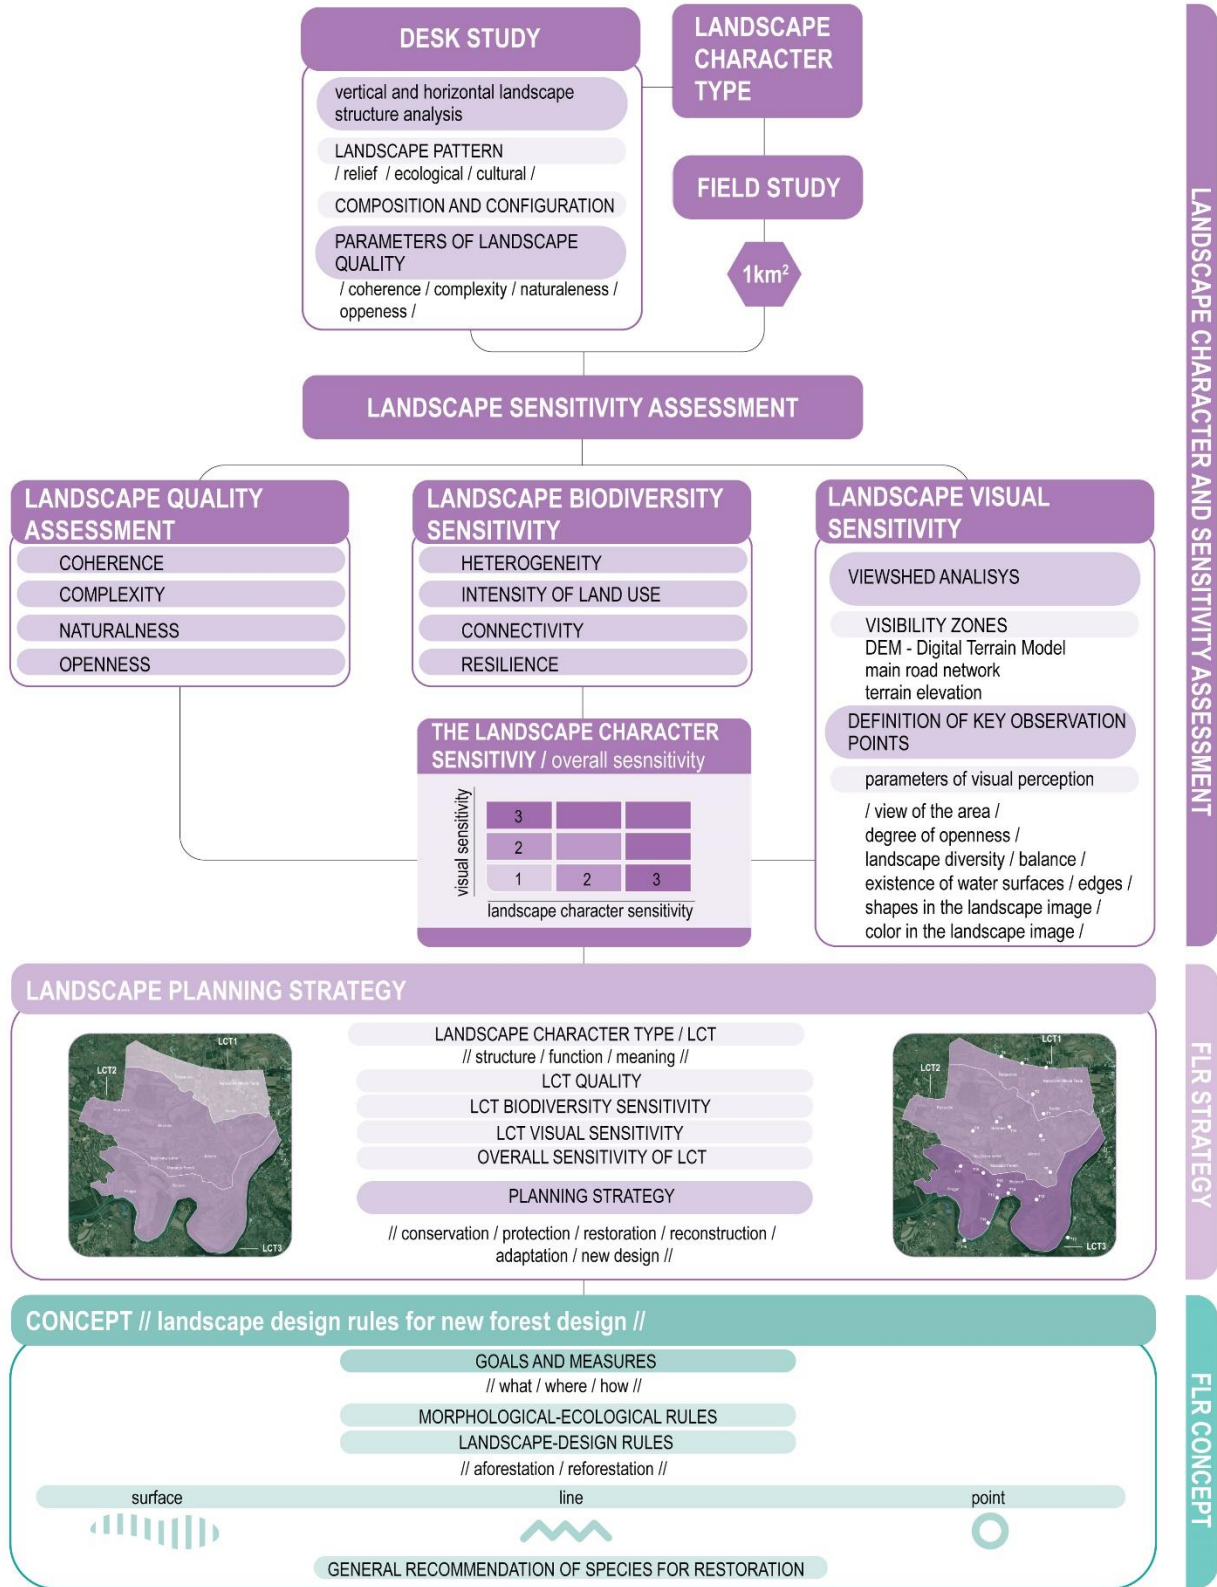 DESK STUDY
vertical and horizontal landscape
structure analysis
LANDSCAPE PATTERN
/ relief / ecological / cultural /
COMPOSITION AND CONFIGURATION
PARAMETERS OF LANDSCAPE
QUALITY
/ coherence / complexity / naturaleness /
oppeness /
LANDSCAPE
CHARACTER
TYPE
FIELD STUDY
1km²
LANDSCAPE SENSITIVITY ASSESSMENT
LANDSCAPE QUALITY
ASSESSMENT
COHERENCE
COMPLEXITY
NATURALNESS
OPENNESS
LANDSCAPE BIODIVERSITY
SENSITIVITY
HETEROGENEITY
INTENSITY OF LAND USE
CONNECTIVITY
RESILIENCE
LANDSCAPE VISUAL
SENSITIVITY
VIEWSHED ANALISYS
VISIBILITY ZONES
DEM - Digital Terrain Model
main road network
terrain elevation
DEFINITION OF KEY OBSERVATION
POINTS
parameters of visual perception
/ view of the area /
degree of openness /
landscape diversity / balance /
existence of water surfaces / edges /
shapes in the landscape image /
color in the landscape image /
THE LANDSCAPE CHARACTER
SENSITIVIY / overall sesnsitivity
visual sensitivity
3
2
1 2 3
landscape character sensitivity
LANDSCAPE CHARACTER AND SENSITIVITY ASSESSMENT
LANDSCAPE PLANNING STRATEGY
LCT1
LCT2
LCT3
LANDSCAPE CHARACTER TYPE / LCT
// structure / function / meaning //
LCT QUALITY
LCT BIODIVERSITY SENSITIVITY
LCT VISUAL SENSITIVITY
OVERALL SENSITIVITY OF LCT
PLANNING STRATEGY
// conservation / protection / restoration / reconstruction /
adaptation / new design //
LCT1
LCT2
LCT3
FLR STRATEGY
CONCEPT // landscape design rules for new forest design //
GOALS AND MEASURES
// what / where / how //
MORPHOLOGICAL-ECOLOGICAL RULES
LANDSCAPE-DESIGN RULES
// aforestation / reforestation //
surface line point
GENERAL RECOMMENDATION OF SPECIES FOR RESTORATION
FLR CONCEPT